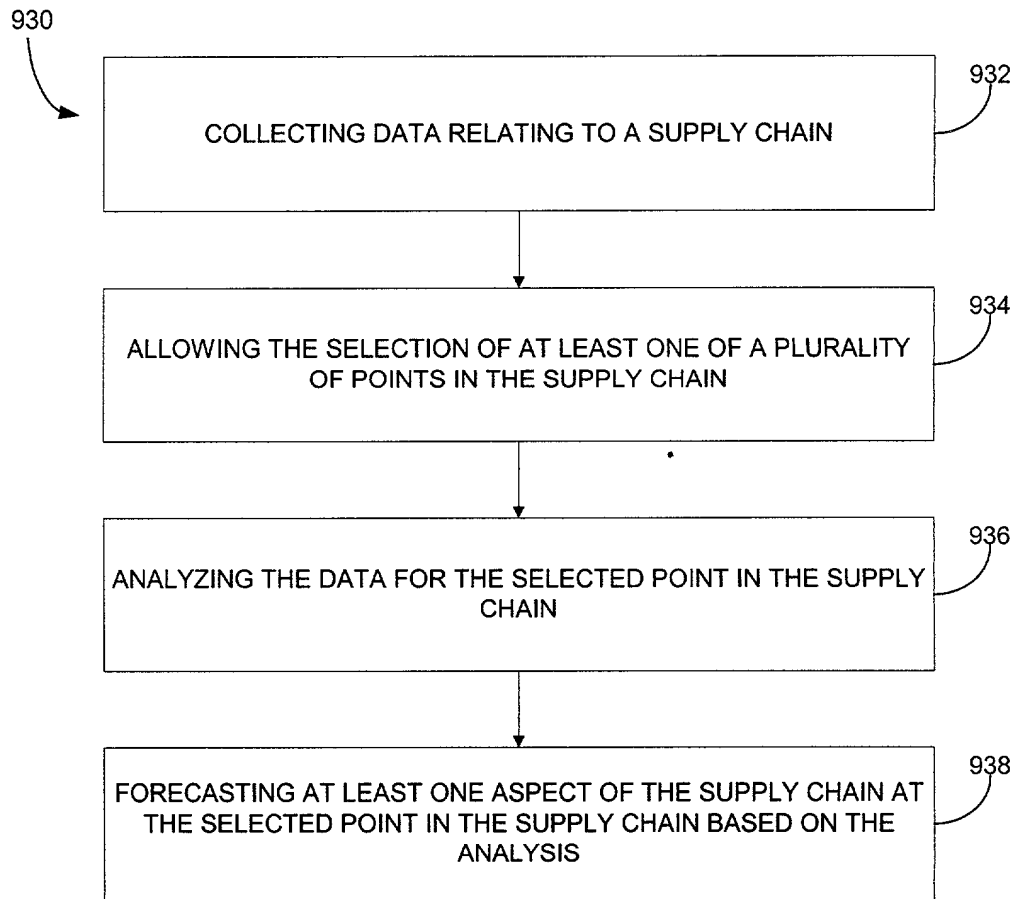 930
932
COLLECTING DATA RELATING TO A SUPPLY CHAIN
934
ALLOWING THE SELECTION OF AT LEAST ONE OF A PLURALITY
OF POINTS IN THE SUPPLY CHAIN
936
ANALYZING THE DATA FOR THE SELECTED POINT IN THE SUPPLY
CHAIN
938
FORECASTING AT LEAST ONE ASPECT OF THE SUPPLY CHAIN AT
THE SELECTED POINT IN THE SUPPLY CHAIN BASED ON THE
ANALYSIS